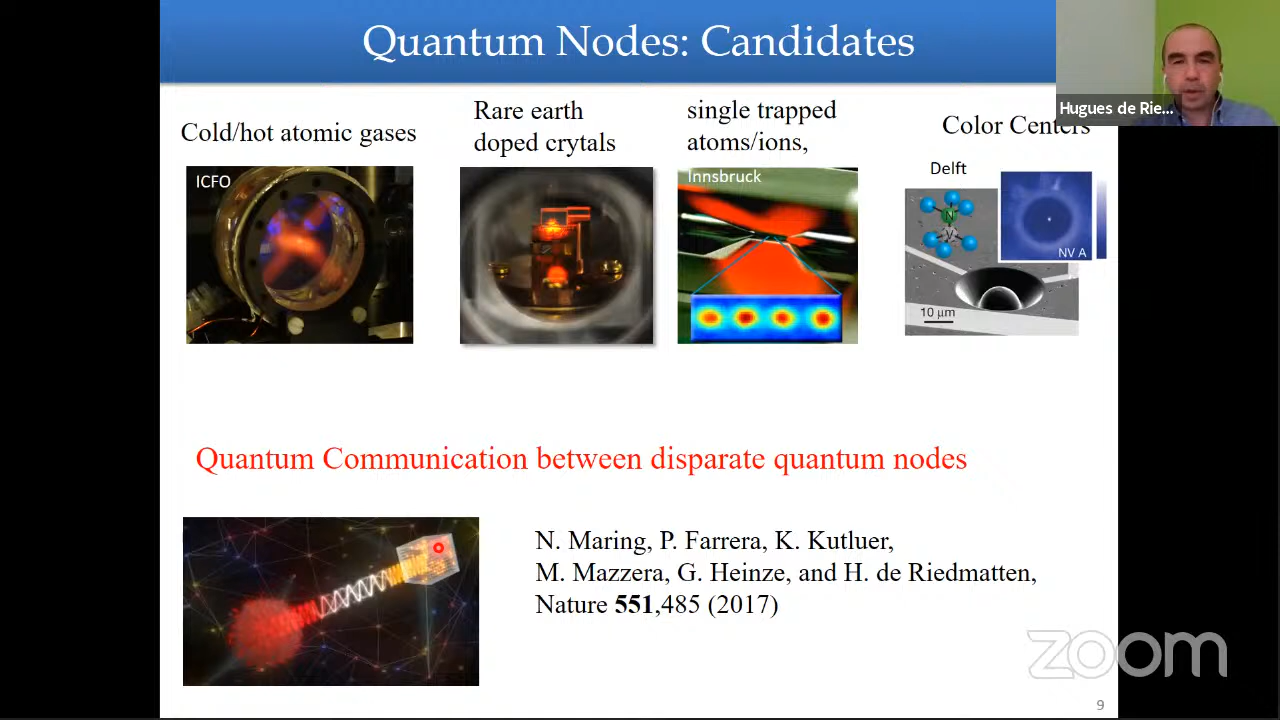 Quantum Nodes: Candidates
Hugues de Rie...
Cold/hot atomic gases
Rare earth
doped crytals
single trapped
atoms/ions,
Color Centers
ICFO
Innsbruck
Delft
N
V
NV A
10 μm
Quantum Communication between disparate quantum nodes
N. Maring, P. Farrera, K. Kutluer,
M. Mazzera, G. Heinze, and H. de Riedmatten,
Nature 551,485 (2017)
zoom
9